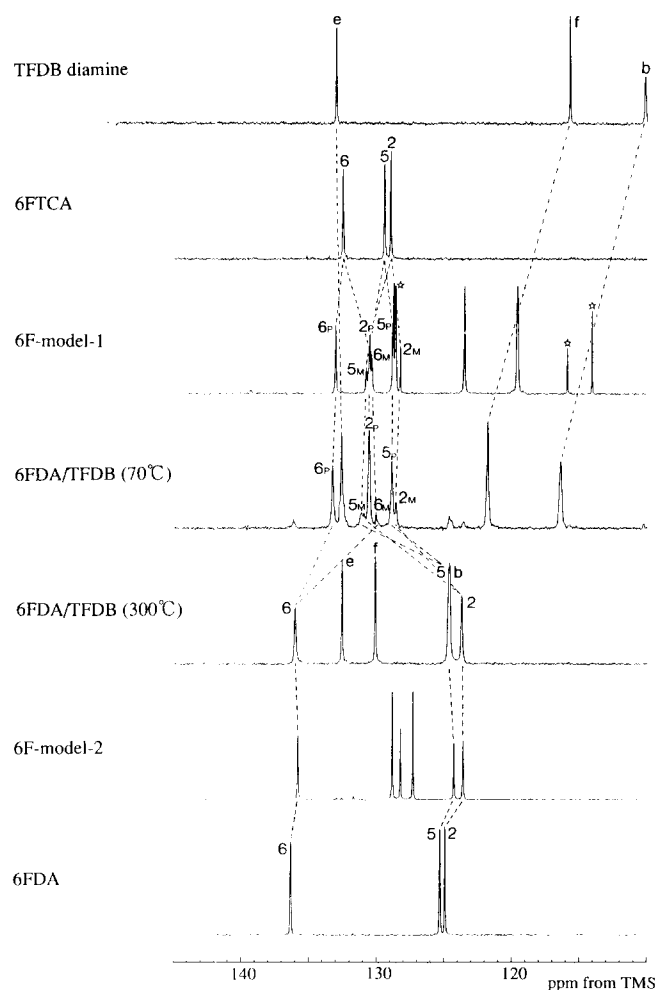 e f
TFDB diamine b
6 5 2
6FTCA
☆ ☆
6F-model-1 6P 5M 2P 6M 5P 2M ☆
6FDA/TFDB (70℃) 6P 5M 2P 6M 5P 2M
6FDA/TFDB (300℃) 6 e f 5 b 2
6F-model-2
6FDA 6 5 2
140 130 120 ppm from TMS